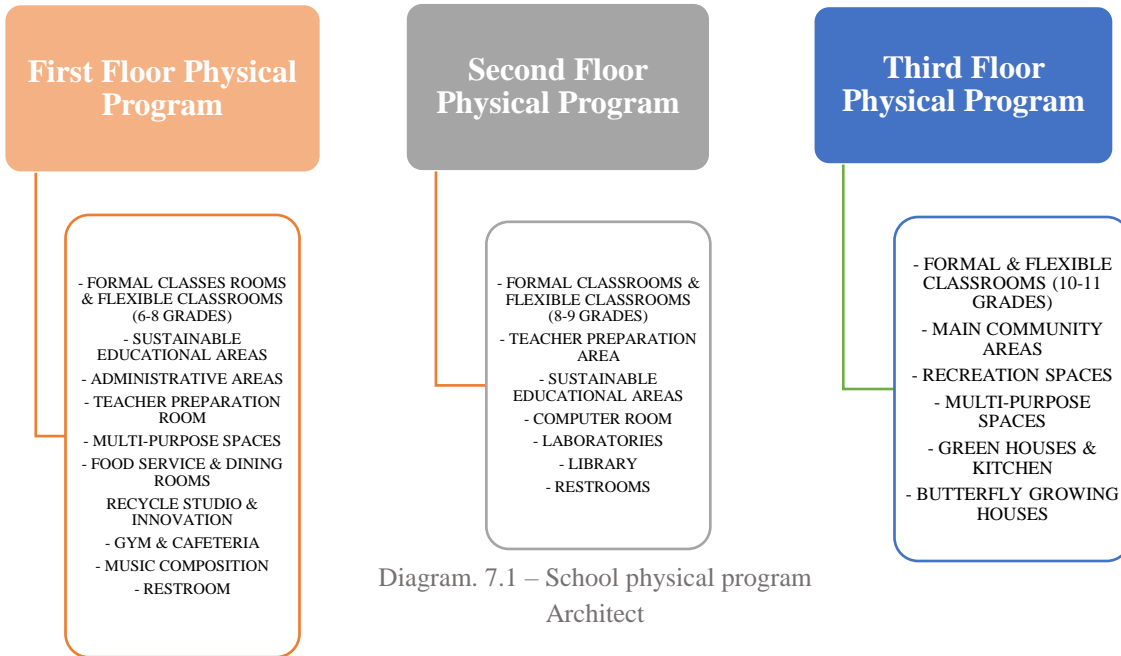 First Floor Physical
Program
- FORMAL CLASSES ROOMS
& FLEXIBLE CLASSROOMS
(6-8 GRADES)
- SUSTAINABLE
EDUCATIONAL AREAS
- ADMINISTRATIVE AREAS
- TEACHER PREPARATION
ROOM
- MULTI-PURPOSE SPACES
- FOOD SERVICE & DINING
ROOMS
RECYCLE STUDIO &
INNOVATION
- GYM & CAFETERIA
- MUSIC COMPOSITION
- RESTROOM
Second Floor
Physical Program
- FORMAL CLASSROOMS &
FLEXIBLE CLASSROOMS
(8-9 GRADES)
- TEACHER PREPARATION
AREA
- SUSTAINABLE
EDUCATIONAL AREAS
- COMPUTER ROOM
- LABORATORIES
- LIBRARY
- RESTROOMS
Third Floor
Physical Program
- FORMAL & FLEXIBLE
CLASSROOMS (10-11
GRADES)
- MAIN COMMUNITY
AREAS
- RECREATION SPACES
- MULTI-PURPOSE
SPACES
- GREEN HOUSES &
KITCHEN
- BUTTERFLY GROWING
HOUSES
Diagram. 7.1 – School physical program
Architect